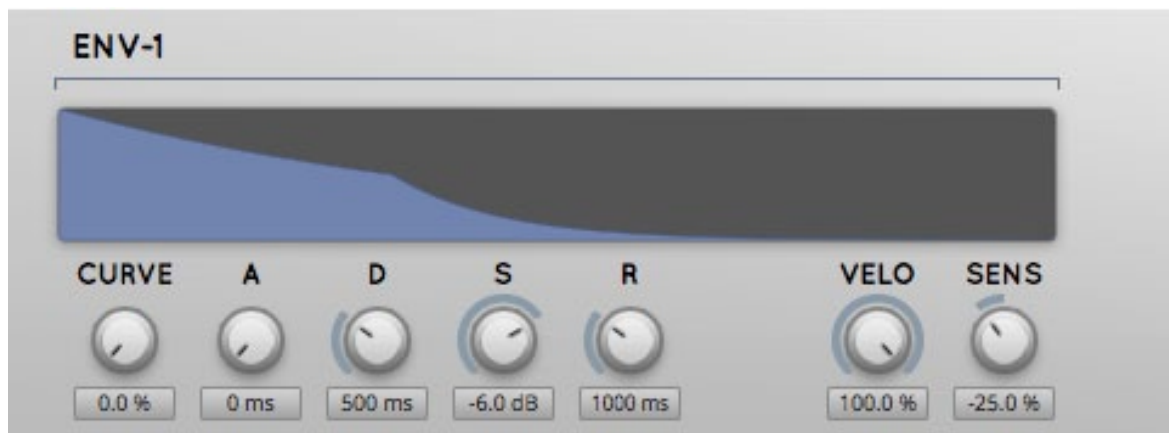 ENV-1
CURVE A D S R VELO SENS
0.0 % 0 ms 500 ms -6.0 dB 1000 ms 100.0 % -25.0 %